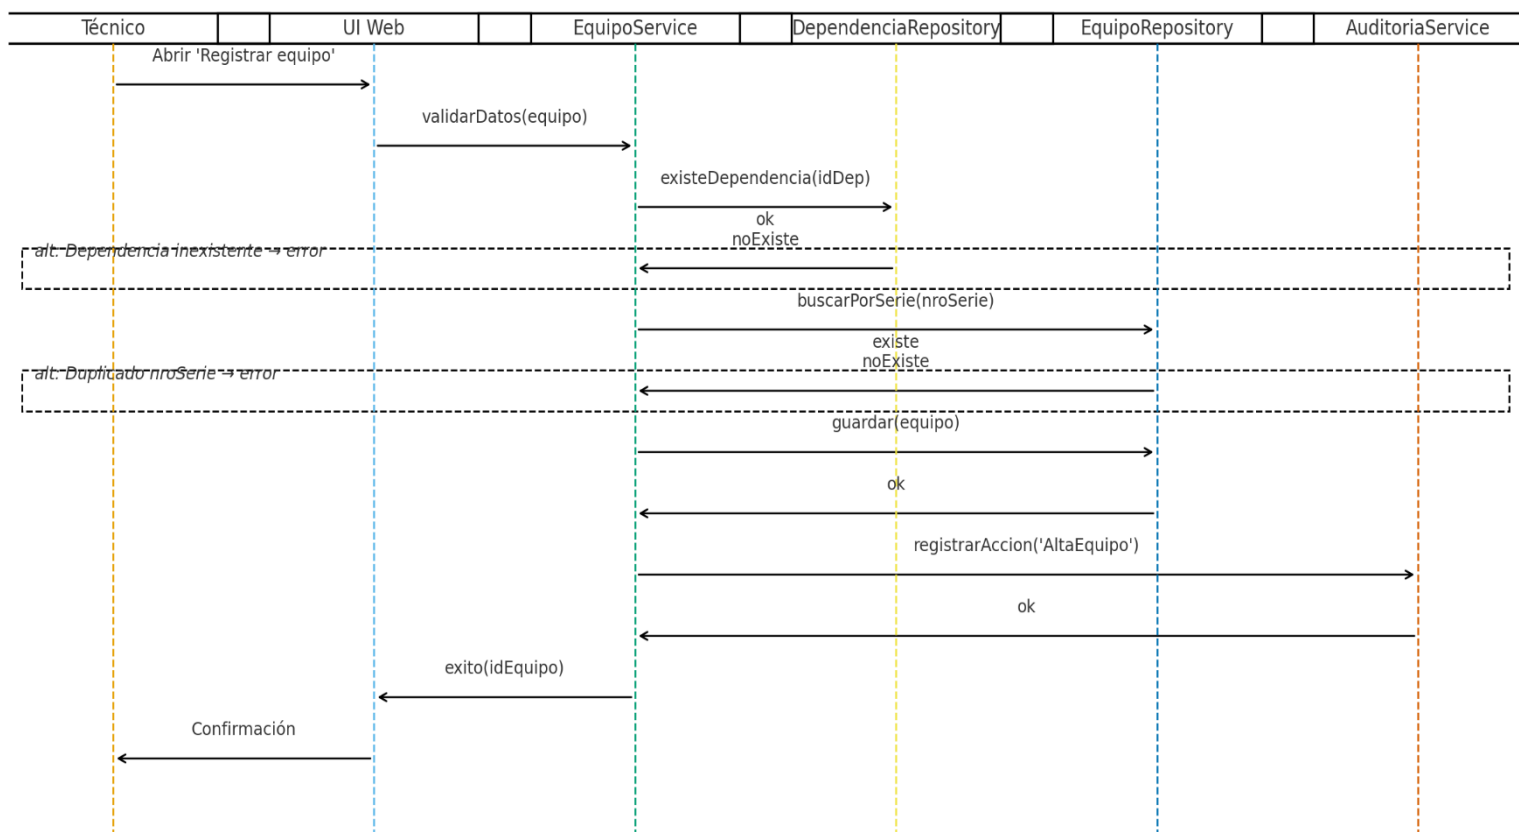 Técnico
UI Web
EquipoService
DependenciaRepository
EquipoRepository
AuditoriaService
Abrir 'Registrar equipo'
validarDatos(equipo)
existeDependencia(idDep)
ok
noExiste
alt: Dependencia inexistente → error
buscarPorSerie(nroSerie)
existe
noExiste
alt: Duplicado nroSerie → error
guardar(equipo)
ok
registrarAccion('AltaEquipo')
ok
exito(idEquipo)
Confirmación